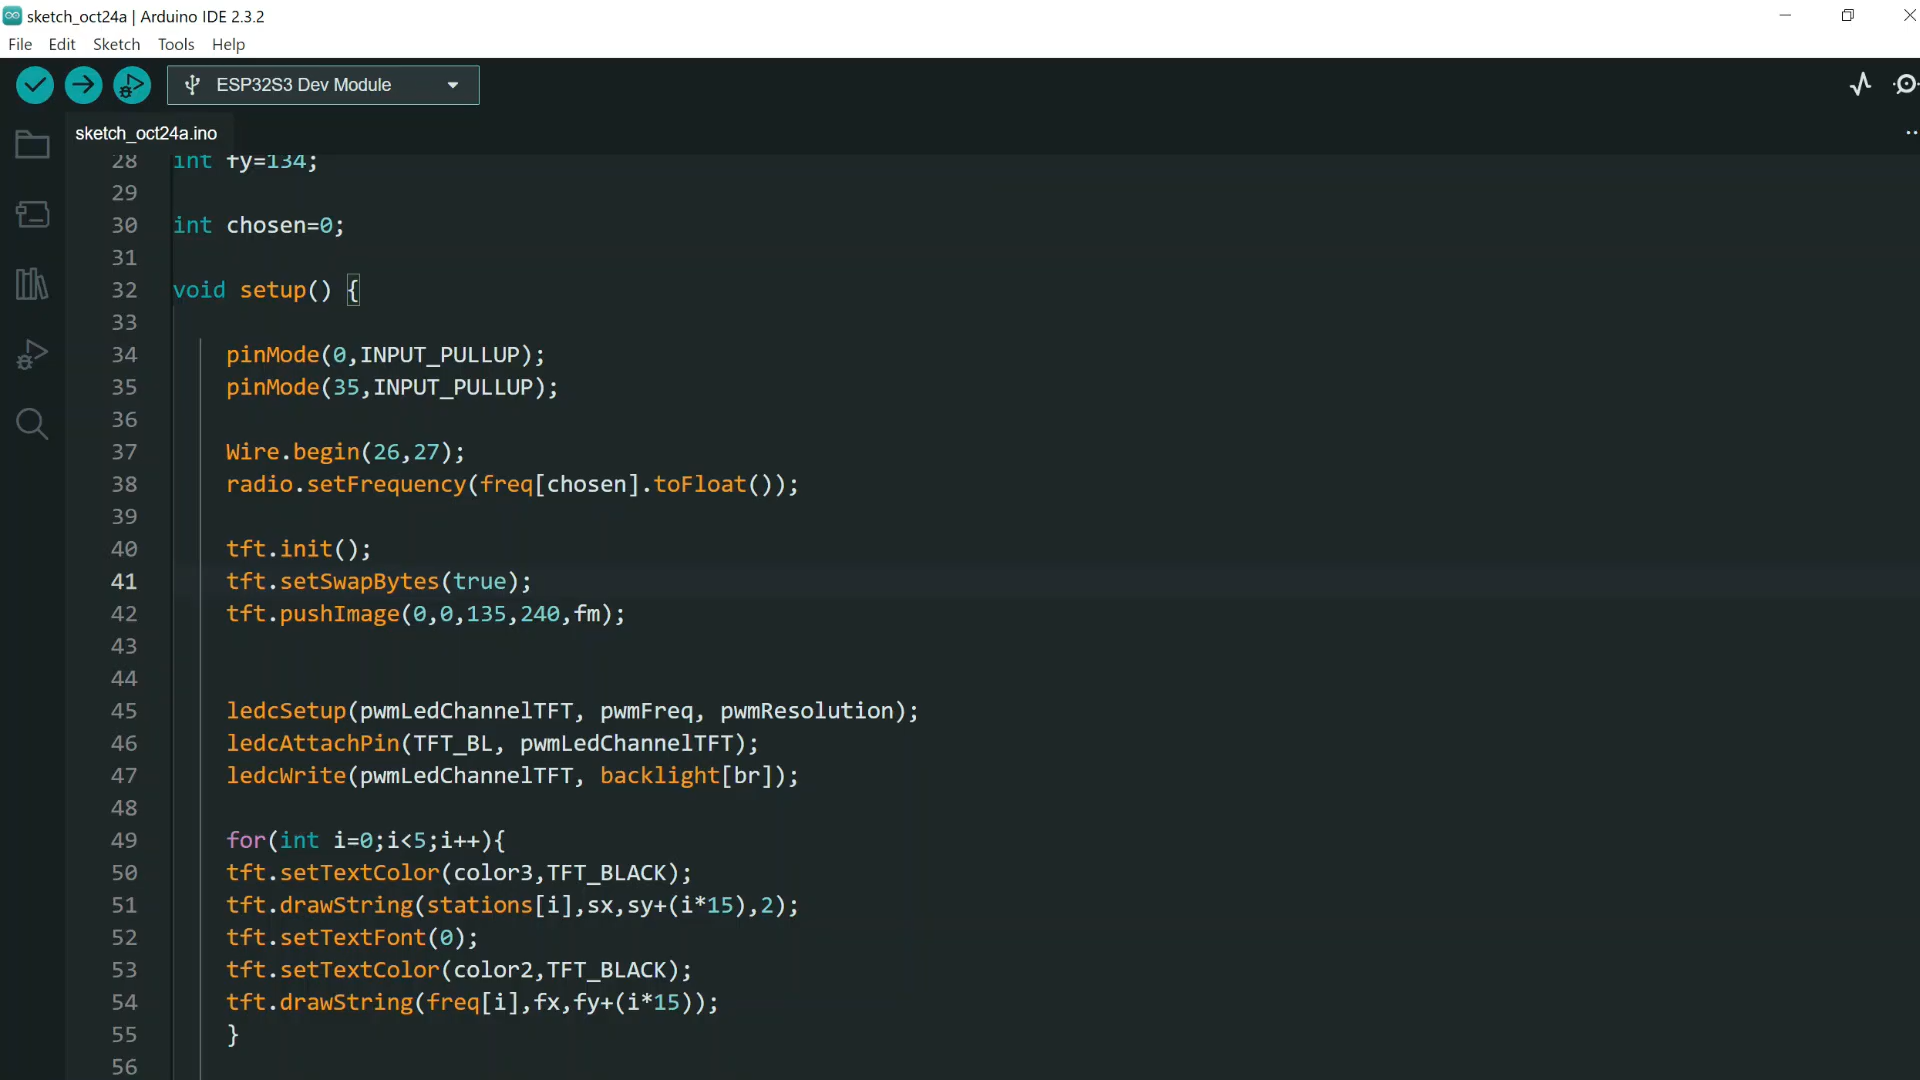 sketch_oct24a | Arduino IDE 2.3.2
File Edit Sketch Tools Help
ESP32S3 Dev Module
sketch_oct24a.ino
28 int fy=134;
29
30 int chosen=0;
31
32 void setup() {
33
34 pinMode(0,INPUT_PULLUP);
35 pinMode(35,INPUT_PULLUP);
36
37 Wire.begin(26,27);
38 radio.setFrequency(freq[chosen].toFloat());
39
40 tft.init();
41 tft.setSwapBytes(true);
42 tft.pushImage(0,0,135,240,fm);
43
44
45 ledcSetup(pwmLedChannelTFT, pwmFreq, pwmResolution);
46 ledcAttachPin(TFT_BL, pwmLedChannelTFT);
47 ledcWrite(pwmLedChannelTFT, backlight[br]);
48
49 for(int i=0;i<5;i++){
50 tft.setTextColor(color3,TFT_BLACK);
51 tft.drawString(stations[i],sx,sy+(i*15),2);
52 tft.setTextFont(0);
53 tft.setTextColor(color2,TFT_BLACK);
54 tft.drawString(freq[i],fx,fy+(i*15));
55 }
56